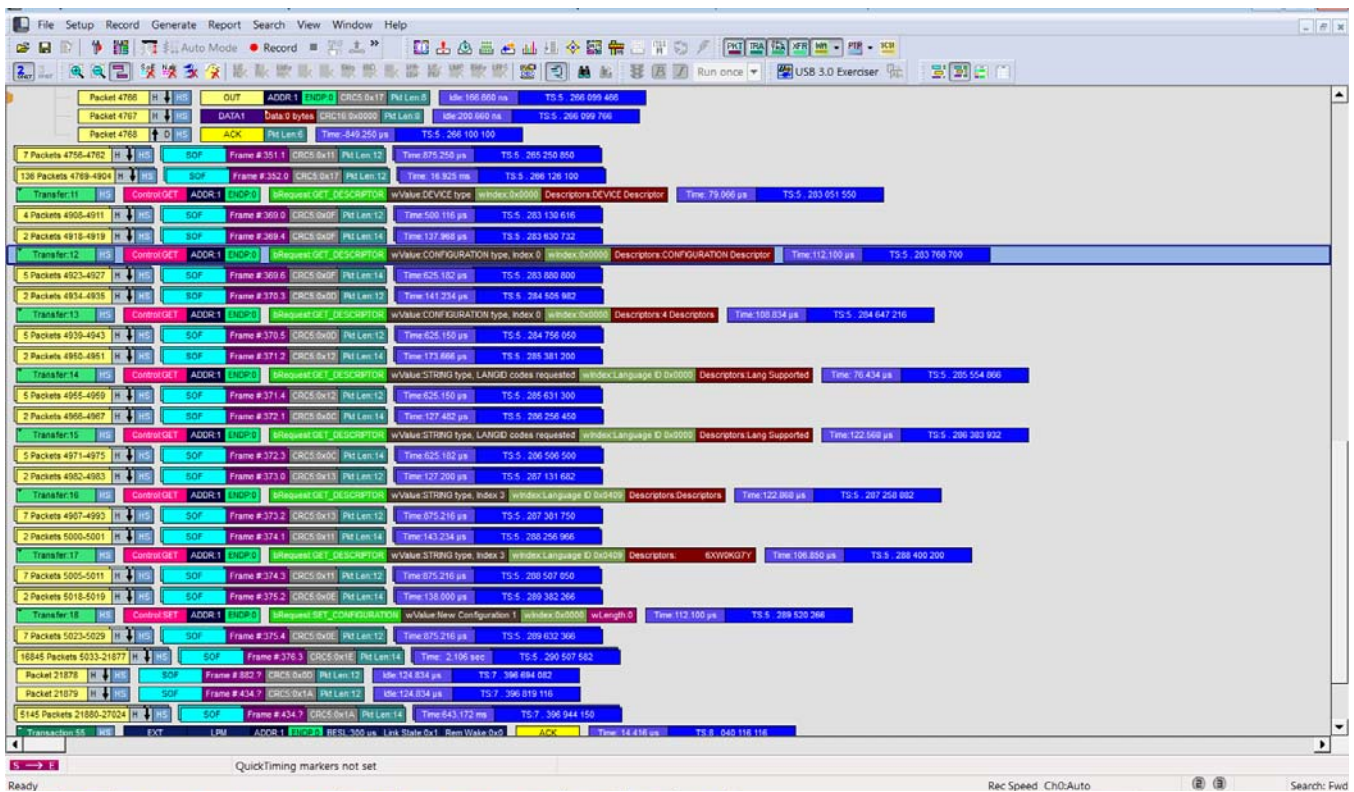 File Setup Record Generate Report Search View Window Help
Auto Mode Record PKT TRA XFR
Run once USB 3.0 Exerciser
Packet 4766 H HS OUT ADDR:1 ENDP:0 CRC5:0x17 Pkt Len:8 Idle:166.660 ns TS:5 . 266 099 466
Packet 4767 H HS DATA1 Data:0 bytes CRC16:0x0000 Pkt Len:8 Idle:200.660 ns TS:5 . 266 099 766
Packet 4768 D HS ACK Pkt Len:6 Time:-849.250 µs TS:5 . 266 100 100
7 Packets 4756-4762 H HS SOF Frame #:351.1 CRC5:0x11 Pkt Len:12 Time:875.250 µs TS:5 . 265 250 850
136 Packets 4769-4904 H HS SOF Frame #:352.0 CRC5:0x0F Pkt Len:12 Time: 16.925 ms TS:5 . 266 126 100
Transfer:11 HS Control:GET ADDR:1 ENDP:0 bRequest:GET_DESCRIPTOR wValue:DEVICE type wIndex:0x0000 Descriptors:DEVICE Descriptor Time: 79.066 µs TS:5 . 283 051 550
4 Packets 4908-4911 H HS SOF Frame #:369.0 CRC5:0x0F Pkt Len:12 Time:500.116 µs TS:5 . 283 130 616
2 Packets 4918-4919 H HS SOF Frame #:369.4 CRC5:0x0F Pkt Len:14 Time:137.968 µs TS:5 . 283 630 732
Transfer:12 HS Control:GET ADDR:1 ENDP:0 bRequest:GET_DESCRIPTOR wValue:CONFIGURATION type, Index 0 wIndex:0x0000 Descriptors:CONFIGURATION Descriptor Time:112.100 µs TS:5 . 283 768 700
5 Packets 4923-4927 H HS SOF Frame #:369.6 CRC5:0x0F Pkt Len:14 Time:625.182 µs TS:5 . 283 880 800
2 Packets 4934-4935 H HS SOF Frame #:370.3 CRC5:0x0D Pkt Len:12 Time:141.234 µs TS:5 . 284 505 982
Transfer:13 HS Control:GET ADDR:1 ENDP:0 bRequest:GET_DESCRIPTOR wValue:CONFIGURATION type, Index 0 wIndex:0x0000 Descriptors:4 Descriptors Time:108.834 µs TS:5 . 284 647 216
5 Packets 4939-4943 H HS SOF Frame #:370.5 CRC5:0x0D Pkt Len:12 Time:625.150 µs TS:5 . 284 756 050
2 Packets 4950-4951 H HS SOF Frame #:371.2 CRC5:0x12 Pkt Len:14 Time:173.666 µs TS:5 . 285 381 200
Transfer:14 HS Control:GET ADDR:1 ENDP:0 bRequest:GET_DESCRIPTOR wValue:STRING type, LANGID codes requested wIndex:Language ID 0x0000 Descriptors:Lang Supported Time: 76.434 µs TS:5 . 285 554 866
5 Packets 4955-4959 H HS SOF Frame #:371.4 CRC5:0x12 Pkt Len:12 Time:625.150 µs TS:5 . 285 631 300
2 Packets 4966-4967 H HS SOF Frame #:372.1 CRC5:0x0C Pkt Len:14 Time:127.482 µs TS:5 . 286 256 450
Transfer:15 HS Control:GET ADDR:1 ENDP:0 bRequest:GET_DESCRIPTOR wValue:STRING type, LANGID codes requested wIndex:Language ID 0x0000 Descriptors:Lang Supported Time:122.568 µs TS:5 . 286 383 932
5 Packets 4971-4975 H HS SOF Frame #:372.3 CRC5:0x0C Pkt Len:14 Time:625.182 µs TS:5 . 286 506 500
2 Packets 4982-4983 H HS SOF Frame #:373.0 CRC5:0x13 Pkt Len:12 Time:127.200 µs TS:5 . 287 131 682
Transfer:16 HS Control:GET ADDR:1 ENDP:0 bRequest:GET_DESCRIPTOR wValue:STRING type, Index 3 wIndex:Language ID 0x0409 Descriptors:Descriptors Time:122.868 µs TS:5 . 287 258 882
7 Packets 4987-4993 H HS SOF Frame #:373.2 CRC5:0x13 Pkt Len:12 Time:875.216 µs TS:5 . 287 381 750
2 Packets 5000-5001 H HS SOF Frame #:374.1 CRC5:0x11 Pkt Len:14 Time:143.234 µs TS:5 . 288 256 966
Transfer:17 HS Control:GET ADDR:1 ENDP:0 bRequest:GET_DESCRIPTOR wValue:STRING type, Index 3 wIndex:Language ID 0x0409 Descriptors: 6XW0KG7Y Time:106.850 µs TS:5 . 288 400 200
7 Packets 5005-5011 H HS SOF Frame #:374.3 CRC5:0x11 Pkt Len:12 Time:875.216 µs TS:5 . 288 507 050
2 Packets 5018-5019 H HS SOF Frame #:375.2 CRC5:0x0E Pkt Len:14 Time:138.000 µs TS:5 . 289 382 266
Transfer:18 HS Control:SET ADDR:1 ENDP:0 bRequest:SET_CONFIGURATION wValue:New Configuration 1 wIndex:0x0000 wLength:0 Time:112.100 µs TS:5 . 289 520 266
7 Packets 5023-5029 H HS SOF Frame #:375.4 CRC5:0x0E Pkt Len:12 Time:875.216 µs TS:5 . 289 632 366
16845 Packets 5033-21877 H HS SOF Frame #:376.3 CRC5:0x1E Pkt Len:14 Time: 2.106 sec TS:5 . 290 507 582
Packet 21878 H HS SOF Frame # 882.? CRC5:0x0D Pkt Len:12 Idle:124.834 µs TS:7 . 396 694 082
Packet 21879 H HS SOF Frame #:434.? CRC5:0x1A Pkt Len:12 Idle:124.834 µs TS:7 . 396 819 116
5145 Packets 21880-27024 H HS SOF Frame #:434.? CRC5:0x1A Pkt Len:14 Time:643.172 ms TS:7 . 396 944 150
Transaction 55 HS EXT LPM ADDR:1 ENDP:0 BESL:300 us Link State:0x1 Rem Wake:0x0 ACK Time: 14.416 µs TS:8 . 040 116 116
S E QuickTiming markers not set
Ready Rec Speed Ch0:Auto Search: Fwd